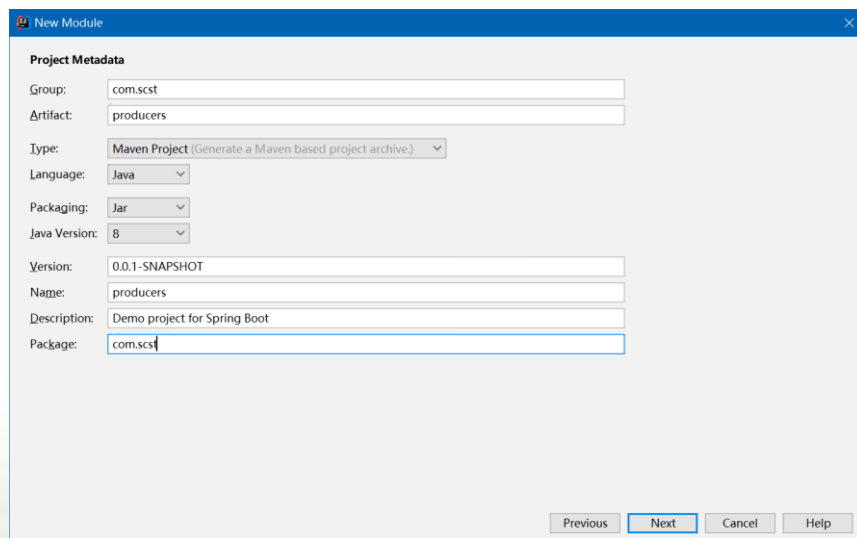 New Module
Project Metadata
Group: com.scst
Artifact: producers
Type: Maven Project (Generate a Maven based project archive.)
Language: Java
Packaging: Jar
Java Version: 8
Version: 0.0.1-SNAPSHOT
Name: producers
Description: Demo project for Spring Boot
Package: com.scst
Previous Next Cancel Help